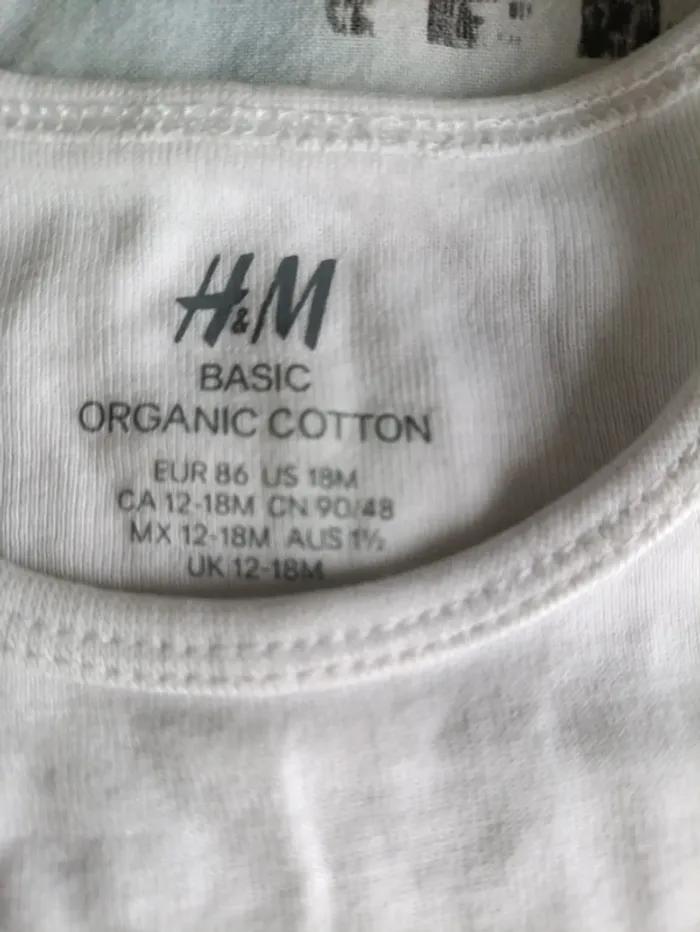 H&M
BASIC
ORGANIC COTTON
EUR 86 US 18M
CA 12-18M CN 90/48
MX 12-18M AUS 1½
UK 12-18M